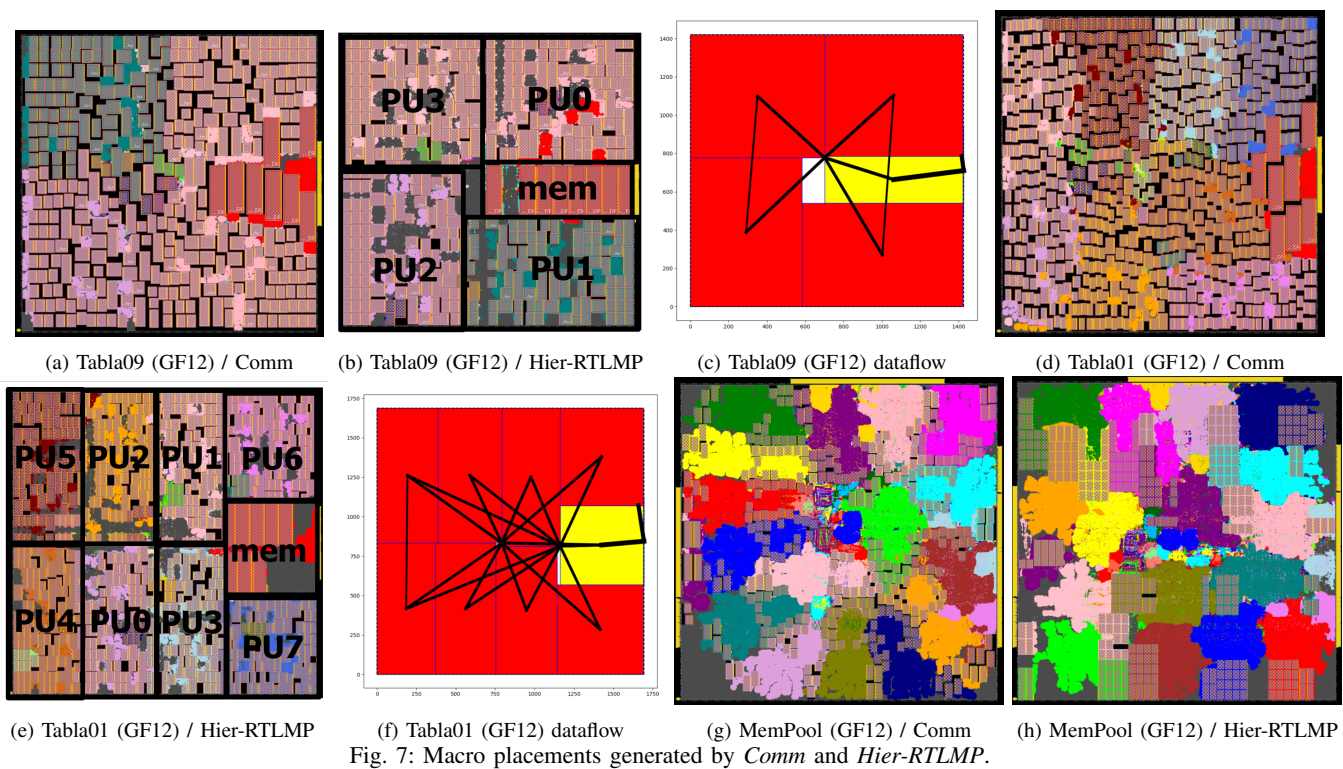 PU3
PU0
mem
PU2
PU1
1400
1200
1000
800
600
400
200
0
0 200 400 600 800 1000 1200 1400
(a) Tabla09 (GF12) / Comm
(b) Tabla09 (GF12) / Hier-RTLMP
(c) Tabla09 (GF12) dataflow
(d) Tabla01 (GF12) / Comm
PU5 PU2 PU1 PU6
mem
PU4 PU0 PU3 PU7
1750
1500
1250
1000
750
500
250
0
0 250 500 750 1000 1250 1500 1750
(e) Tabla01 (GF12) / Hier-RTLMP
(f) Tabla01 (GF12) dataflow
(g) MemPool (GF12) / Comm
(h) MemPool (GF12) / Hier-RTLMP
Fig. 7: Macro placements generated by Comm and Hier-RTLMP.